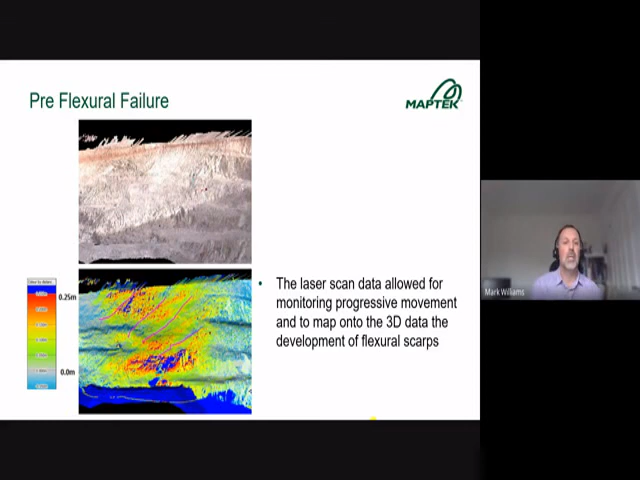 Pre Flexural Failure
MAPTEK
0.25m
0.0m
• The laser scan data allowed for
monitoring progressive movement
and to map onto the 3D data the
development of flexural scarps
Mark Williams